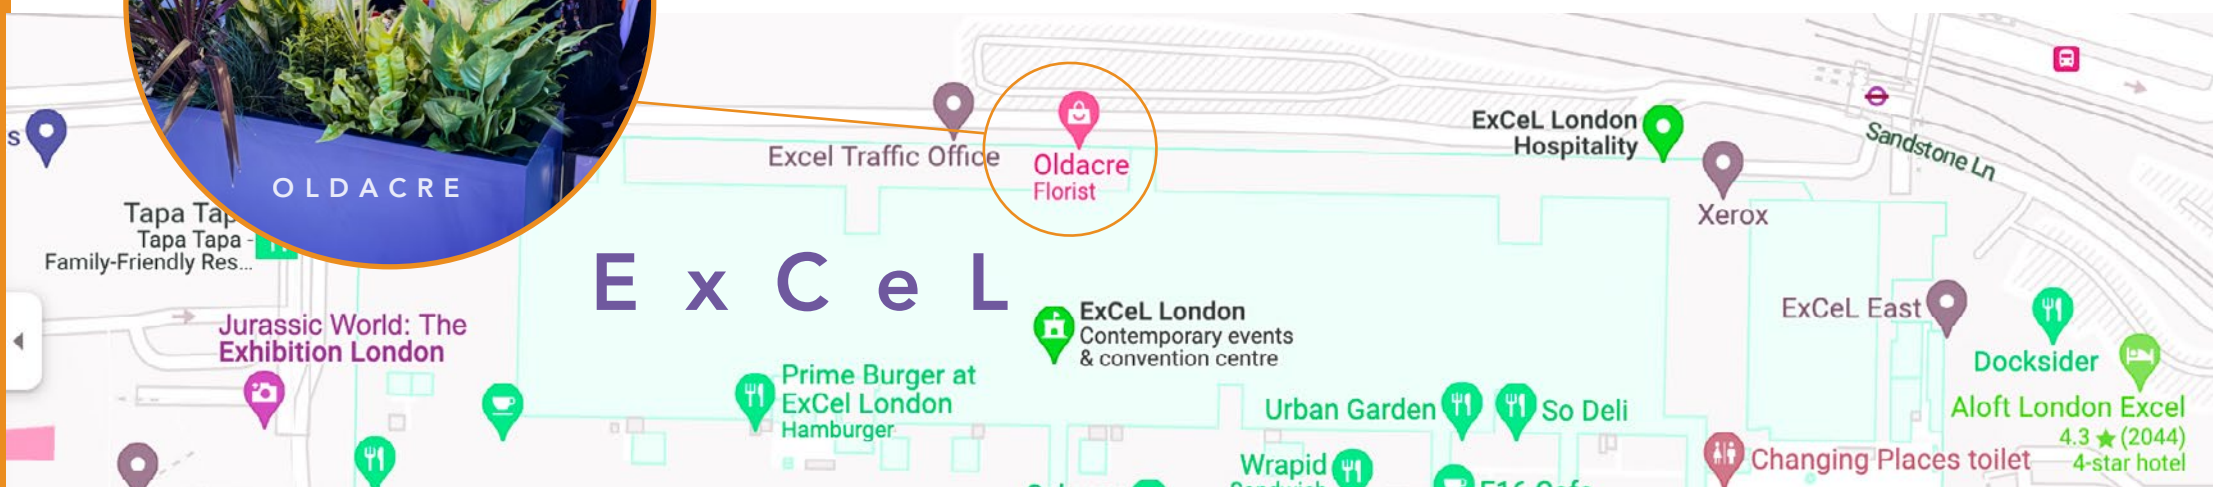 OLDACRE
s
Excel Traffic Office
Oldacre
Florist
ExCeL London
Hospitality
Sandstone Ln
Xerox
Tapa Tap
Tapa Tapa -
Family-Friendly Res...
E x C e L
ExCeL London
Contemporary events
& convention centre
ExCeL East
Jurassic World: The
Exhibition London
Docksider
Prime Burger at
ExCel London
Hamburger
Urban Garden
So Deli
Aloft London Excel
4.3 ★ (2044)
4-star hotel
Wrapid
Changing Places toilet